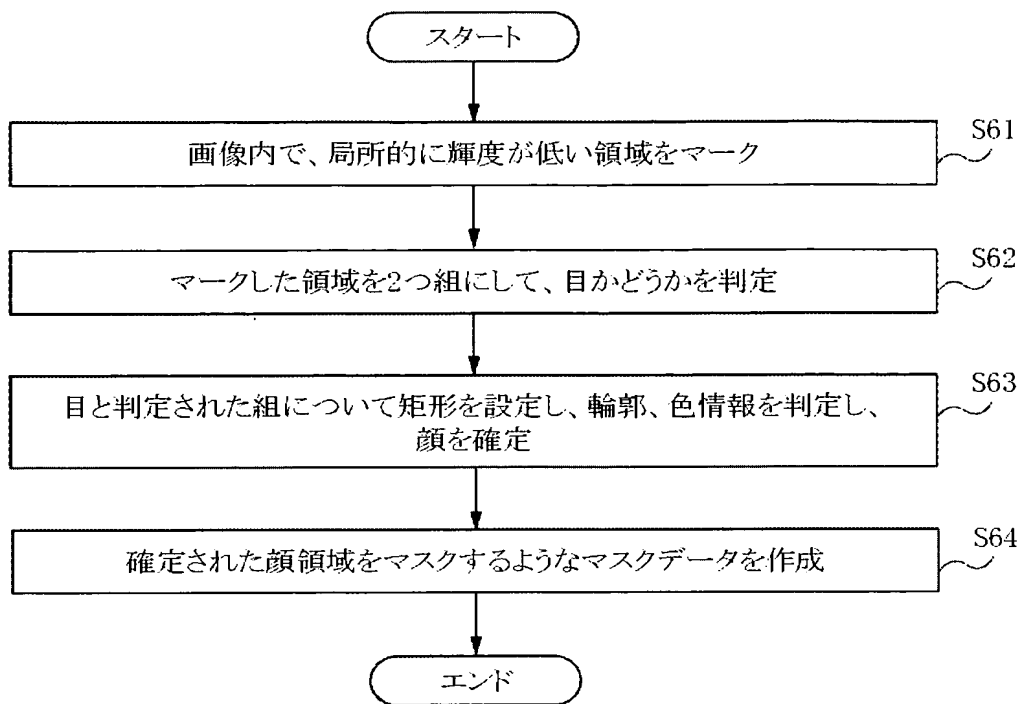 スタート
画像内で、局所的に輝度が低い領域をマーク
S61
マークした領域を2つ組にして、目かどうかを判定
S62
目と判定された組について矩形を設定し、輪郭、色情報を判定し、
顔を確定
S63
確定された顔領域をマスクするようなマスクデータを作成
S64
エンド